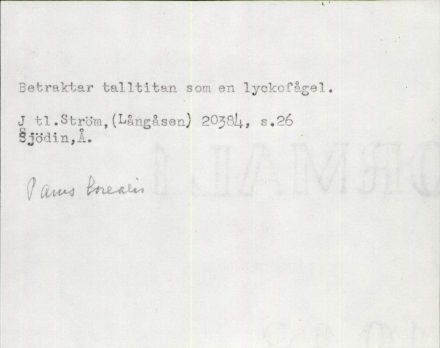 Betraktar talltitan som en lyckofågel.
J tl.Ström,(Långåsen) 20384, s.26
Sjödin,Å.
Parus borealis